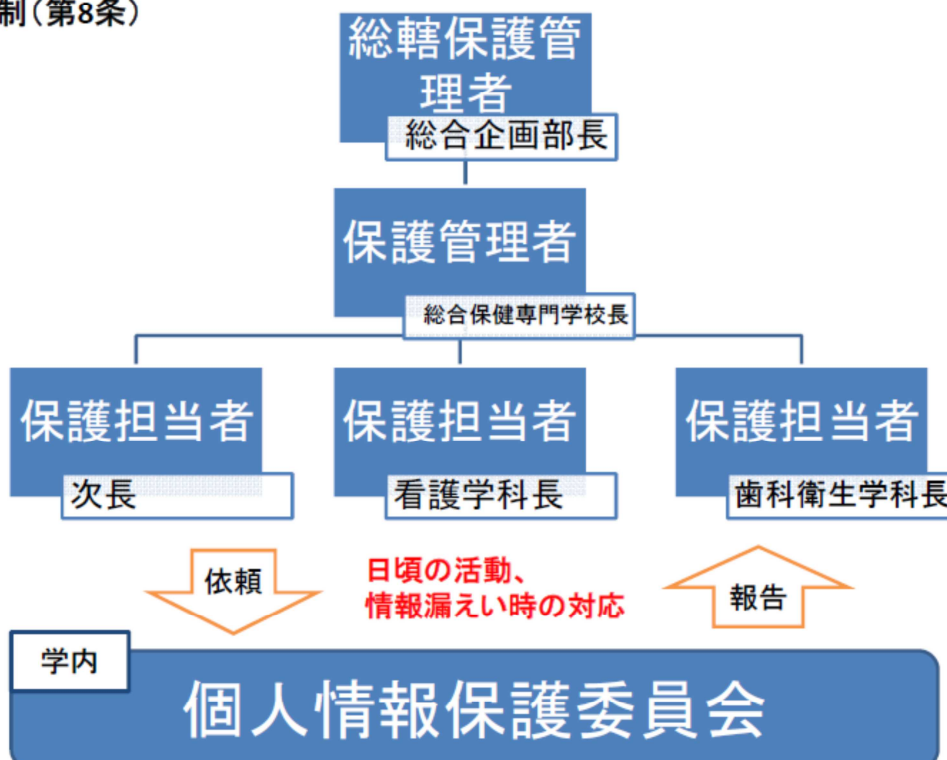 制(第8条)
総轄保護管
理者
総合企画部長
保護管理者
総合保健専門学校長
保護担当者
次長
保護担当者
看護学科長
保護担当者
歯科衛生学科長
依頼
日頃の活動、
情報漏えい時の対応
報告
学内
個人情報保護委員会